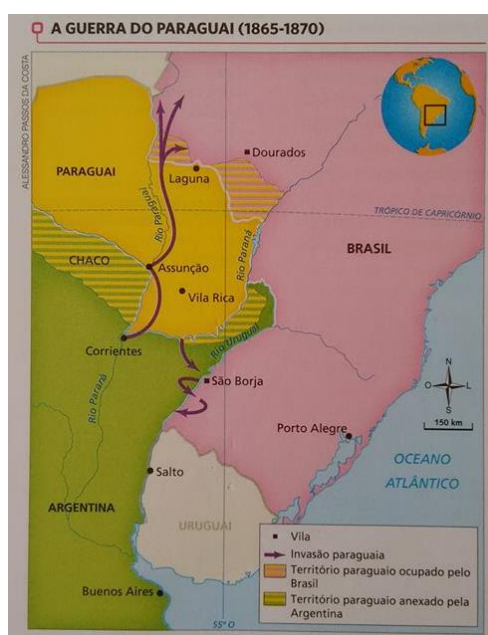 A GUERRA DO PARAGUAI (1865-1870)
ALESSANDRO PASSOS DA COSTA
Dourados
PARAGUAI
Laguna
Rio Paraguai
TRÓPICO DE CAPRICÓRNIO
Rio Paraná
BRASIL
CHACO
Assunção
Vila Rica
Rio Uruguai
Corrientes
São Borja
Rio Paraná
N
O
L
S
150 km
Porto Alegre
OCEANO
ATLÂNTICO
Salto
ARGENTINA
URUGUAI
Vila
Invasão paraguaia
Território paraguaio ocupado pelo
Brasil
Território paraguaio anexado pela
Argentina
Buenos Aires
55° O